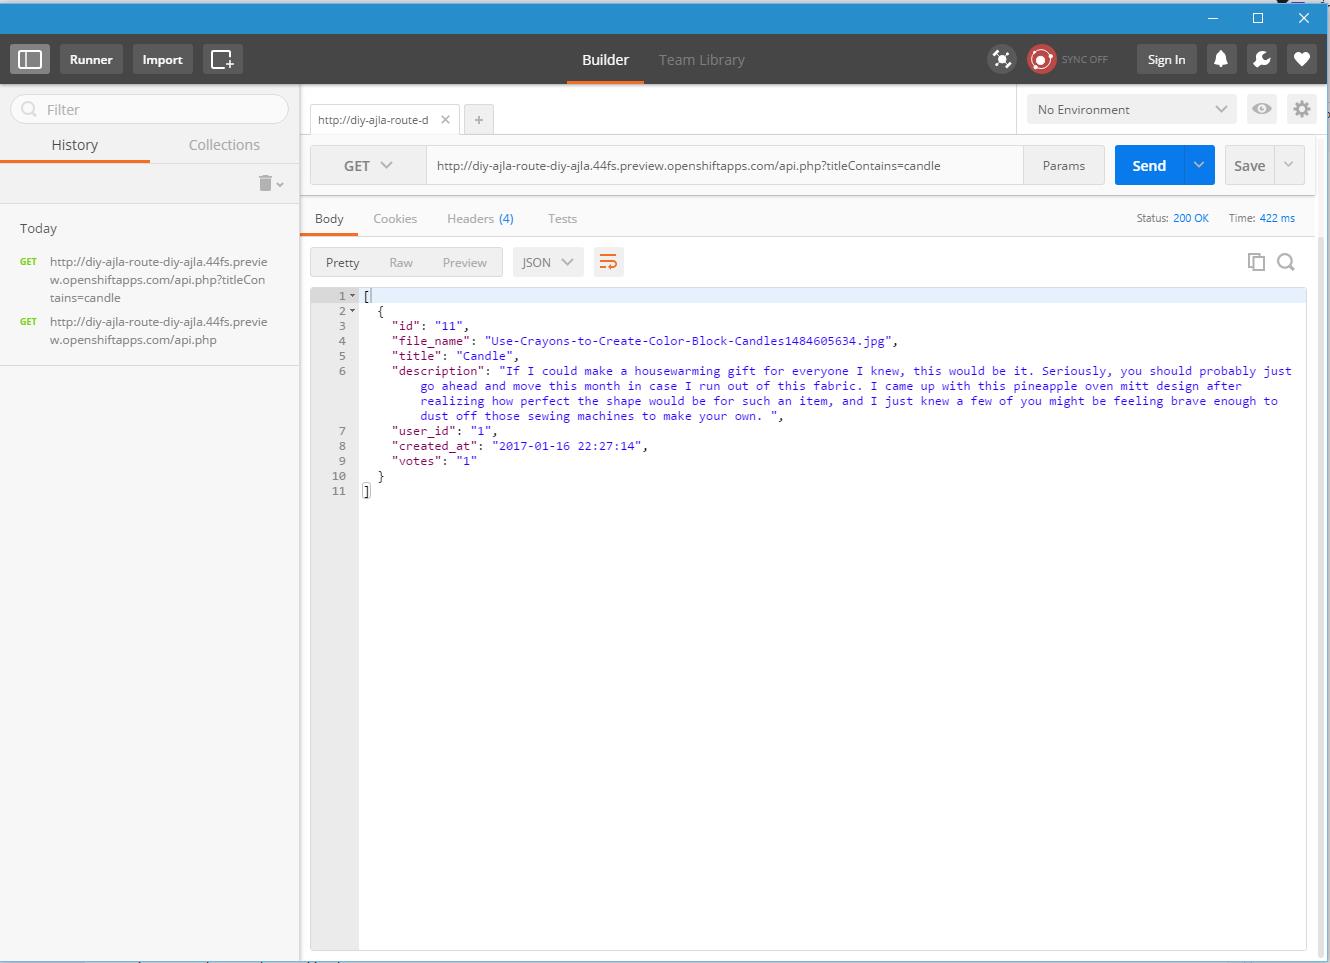 Runner
Import
Builder
Team Library
SYNC OFF
Sign In
Filter
History
Collections
Today
GET http://diy-ajla-route-diy-ajla.44fs.previe
w.openshiftapps.com/api.php?titleCon
tains=candle
GET http://diy-ajla-route-diy-ajla.44fs.previe
w.openshiftapps.com/api.php
http://diy-ajla-route-d
No Environment
GET
http://diy-ajla-route-diy-ajla.44fs.preview.openshiftapps.com/api.php?titleContains=candle
Params
Send
Save
Body
Cookies
Headers (4)
Tests
Status: 200 OK
Time: 422 ms
Pretty
Raw
Preview
JSON
1 [
2 {
3 "id": "11",
4 "file_name": "Use-Crayons-to-Create-Color-Block-Candles1484605634.jpg",
5 "title": "Candle",
6 "description": "If I could make a housewarming gift for everyone I knew, this would be it. Seriously, you should probably just
go ahead and move this month in case I run out of this fabric. I came up with this pineapple oven mitt design after
realizing how perfect the shape would be for such an item, and I just knew a few of you might be feeling brave enough to
dust off those sewing machines to make your own. ",
7 "user_id": "1",
8 "created_at": "2017-01-16 22:27:14",
9 "votes": "1"
10 }
11 ]